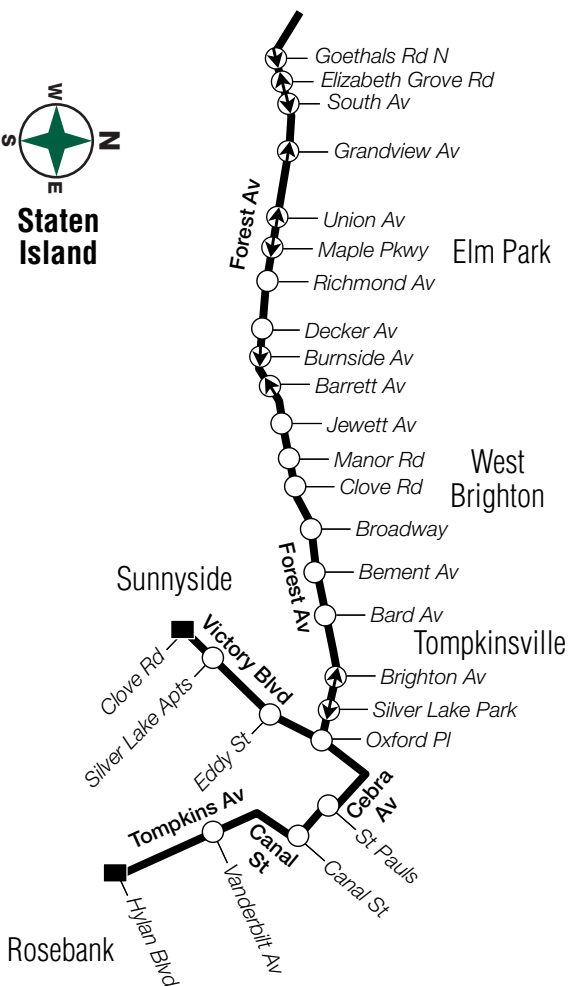 Goethals Rd N
Elizabeth Grove Rd
South Av
W
N
S
E
Staten
Island
Grandview Av
Forest Av
Union Av
Maple Pkwy
Elm Park
Richmond Av
Decker Av
Burnside Av
Barrett Av
Jewett Av
Manor Rd
West
Brighton
Clove Rd
Broadway
Forest Av
Bement Av
Sunnyside
Bard Av
Tompkinsville
Victory Blvd
Clove Rd
Silver Lake Apts
Eddy St
Brighton Av
Silver Lake Park
Oxford Pl
Cebra
Av
St Pauls
Tompkins Av
Canal
St
Canal St
Vanderbilt Av
Hylan Blvd
Rosebank